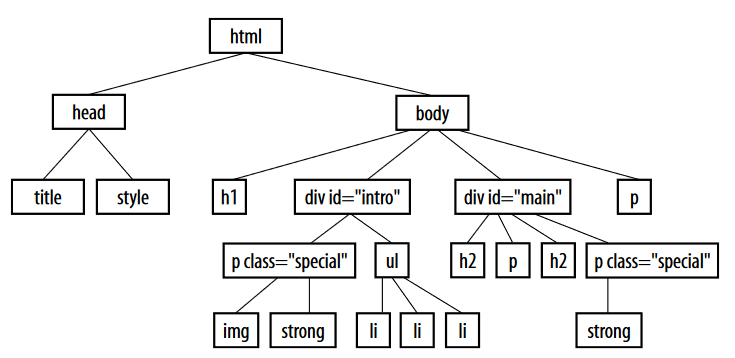 html
head
body
title
style
h1
div id="intro"
div id="main"
p
p class="special"
ul
h2
p
h2
p class="special"
img
strong
li
li
li
strong